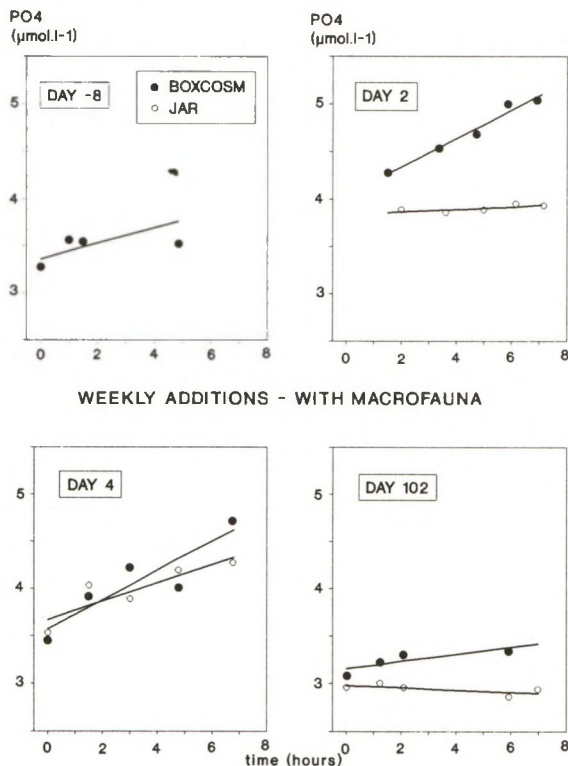 PO4
(µmol.l-1)
DAY -8
● BOXCOSM
○ JAR
5
4
3
0 2 4 6 8
PO4
(µmol.l-1)
DAY 2
5
4
3
0 2 4 6 8
WEEKLY ADDITIONS - WITH MACROFAUNA
DAY 4
5
4
3
0 2 4 6 8
DAY 102
5
4
3
0 2 4 6 8
time (hours)